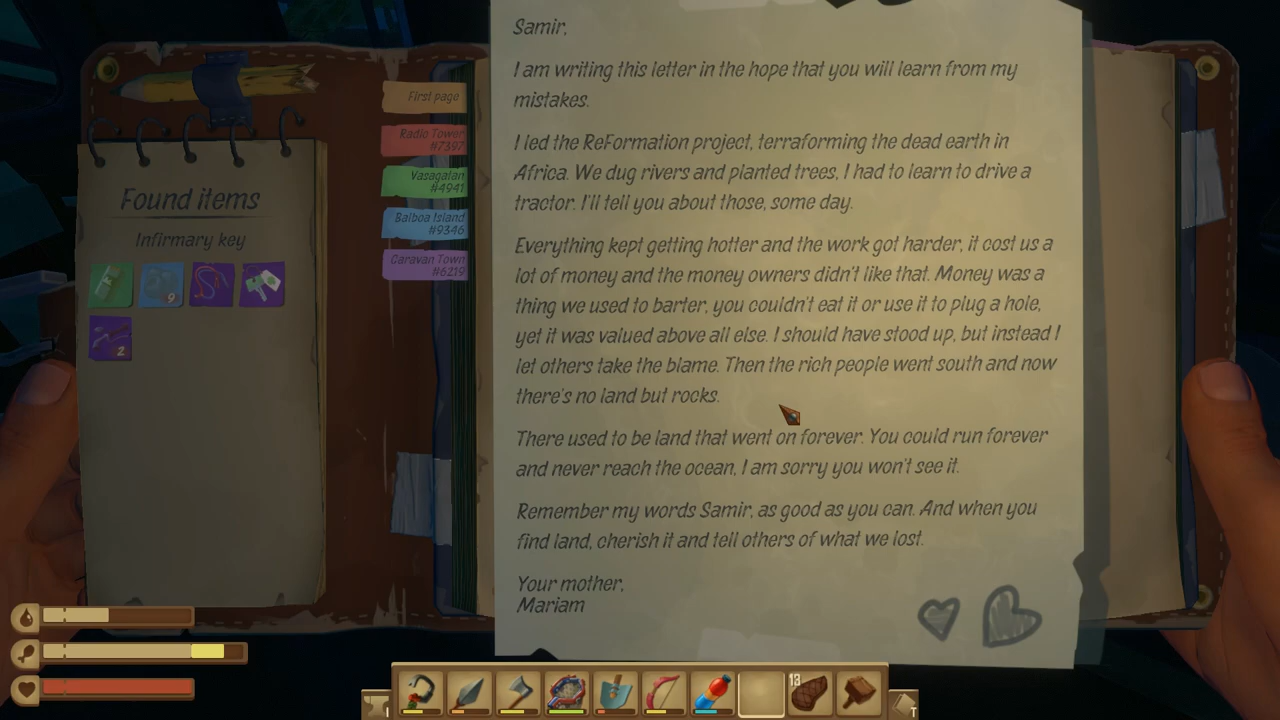 Found items
Infirmary key
9
2
First page
Radio Tower
#7397
Vasagatan
#4941
Balboa Island
#9346
Caravan Town
#6219
Samir,
I am writing this letter in the hope that you will learn from my
mistakes.
I led the ReFormation project, terraforming the dead earth in
Africa. We dug rivers and planted trees, I had to learn to drive a
tractor. I'll tell you about those, some day.
Everything kept getting hotter and the work got harder, it cost us a
lot of money and the money owners didn't like that. Money was a
thing we used to barter, you couldn't eat it or use it to plug a hole,
yet it was valued above all else. I should have stood up, but instead I
let others take the blame. Then the rich people went south and now
there's no land but rocks.
There used to be land that went on forever. You could run forever
and never reach the ocean, I am sorry you won't see it.
Remember my words Samir, as good as you can. And when you
find land, cherish it and tell others of what we lost.
Your mother,
Mariam
13
I
T